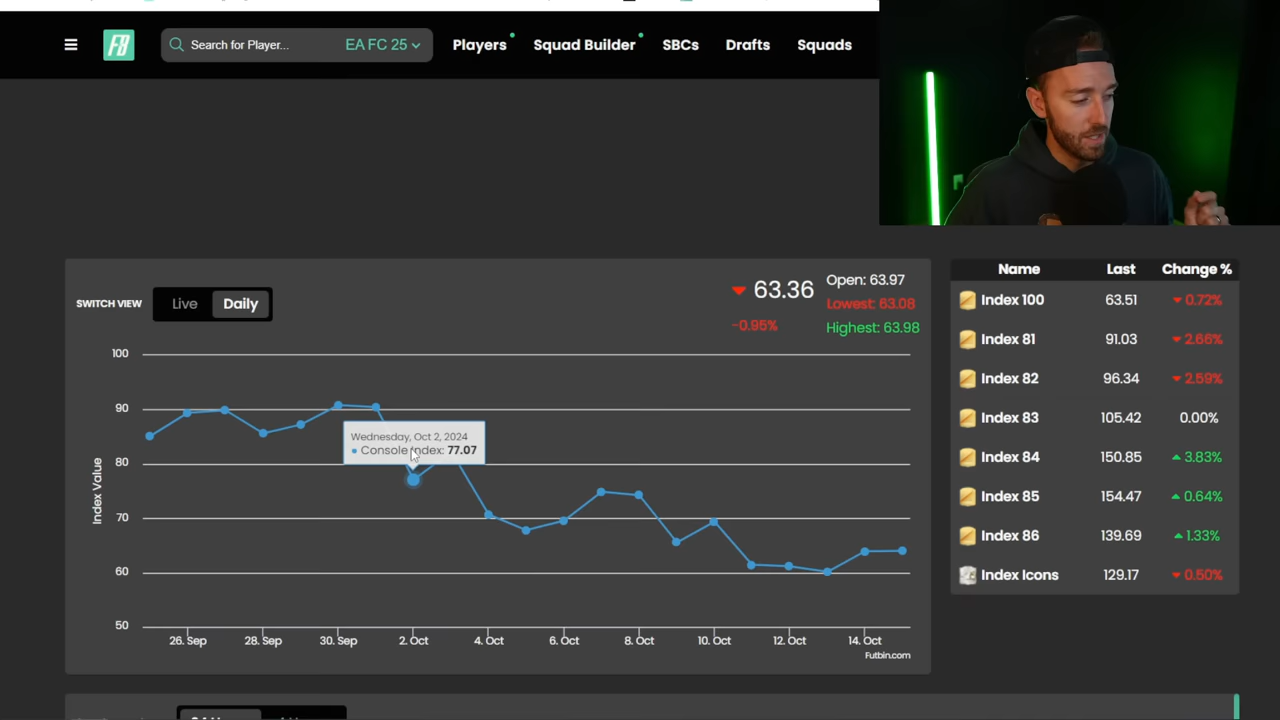 FB Search for Player... EA FC 25 Players Squad Builder SBCs Drafts Squads
SWITCH VIEW Live Daily
63.36
-0.95%
Open: 63.97
Lowest: 63.08
Highest: 63.98
100
90
80
70
60
50
Index Value
Wednesday, Oct 2, 2024
Console Index: 77.07
26. Sep 28. Sep 30. Sep 2. Oct 4. Oct 6. Oct 8. Oct 10. Oct 12. Oct 14. Oct
Futbin.com
Name Last Change %
Index 100 63.51 0.72%
Index 81 91.03 2.66%
Index 82 96.34 2.59%
Index 83 105.42 0.00%
Index 84 150.85 3.83%
Index 85 154.47 0.64%
Index 86 139.69 1.33%
Index Icons 129.17 0.50%